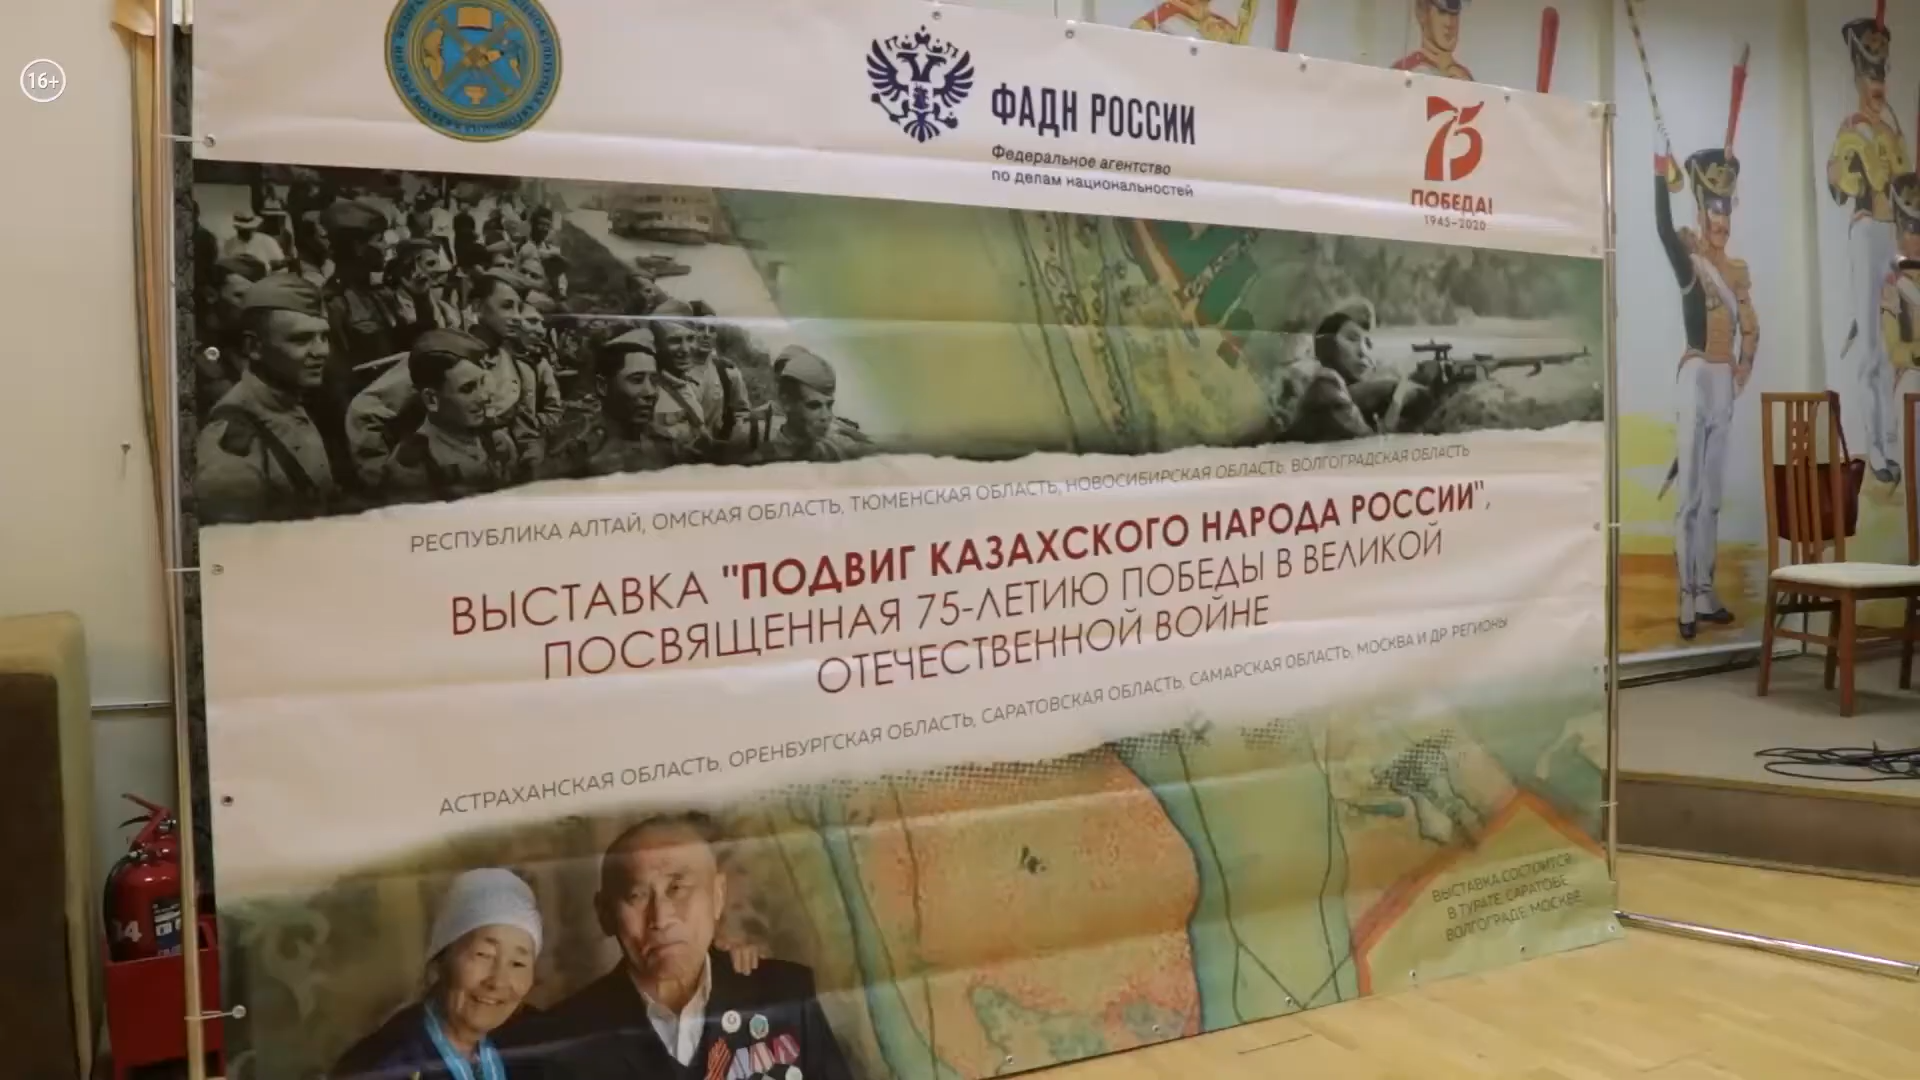 16+
ФАДН РОССИИ
Федеральное агентство
по делам национальностей
75
ПОБЕДА!
1945–2020
РЕСПУБЛИКА АЛТАЙ, ОМСКАЯ ОБЛАСТЬ, ТЮМЕНСКАЯ ОБЛАСТЬ, НОВОСИБИРСКАЯ ОБЛАСТЬ, ВОЛГОГРАДСКАЯ ОБЛАСТЬ
ВЫСТАВКА "ПОДВИГ КАЗАХСКОГО НАРОДА РОССИИ",
ПОСВЯЩЕННАЯ 75-ЛЕТИЮ ПОБЕДЫ В ВЕЛИКОЙ
ОТЕЧЕСТВЕННОЙ ВОЙНЕ
АСТРАХАНСКАЯ ОБЛАСТЬ, ОРЕНБУРГСКАЯ ОБЛАСТЬ, САРАТОВСКАЯ ОБЛАСТЬ, САМАРСКАЯ ОБЛАСТЬ, МОСКВА И ДР. РЕГИОНЫ
ВЫСТАВКА СОСТОИТСЯ
В ТУРАТЕ, САРАТОВЕ,
ВОЛГОГРАДЕ, МОСКВЕ